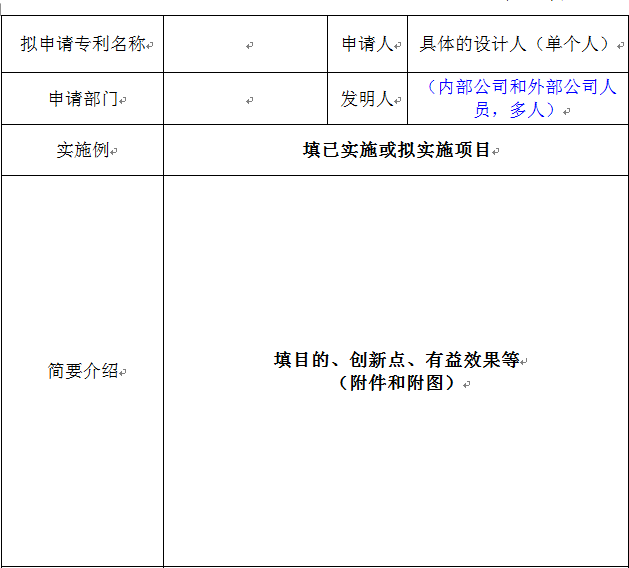 拟申请专利名称
申请人
具体的设计人（单个人）
申请部门
发明人
（内部公司和外部公司人
员，多人）
实施例
填已实施或拟实施项目
简要介绍
填目的、创新点、有益效果等
（附件和附图）